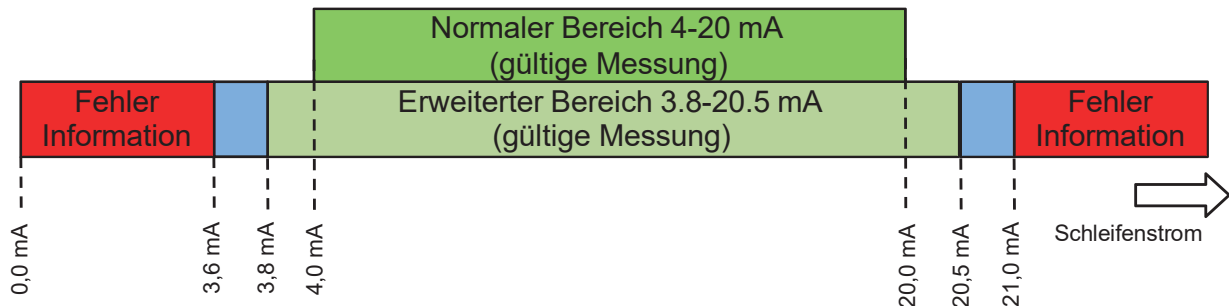 Normaler Bereich 4-20 mA
(gültige Messung)
Fehler
Information
Erweiterter Bereich 3.8-20.5 mA
(gültige Messung)
Fehler
Information
0,0 mA
3,6 mA
3,8 mA
4,0 mA
20,0 mA
20,5 mA
21,0 mA
Schleifenstrom